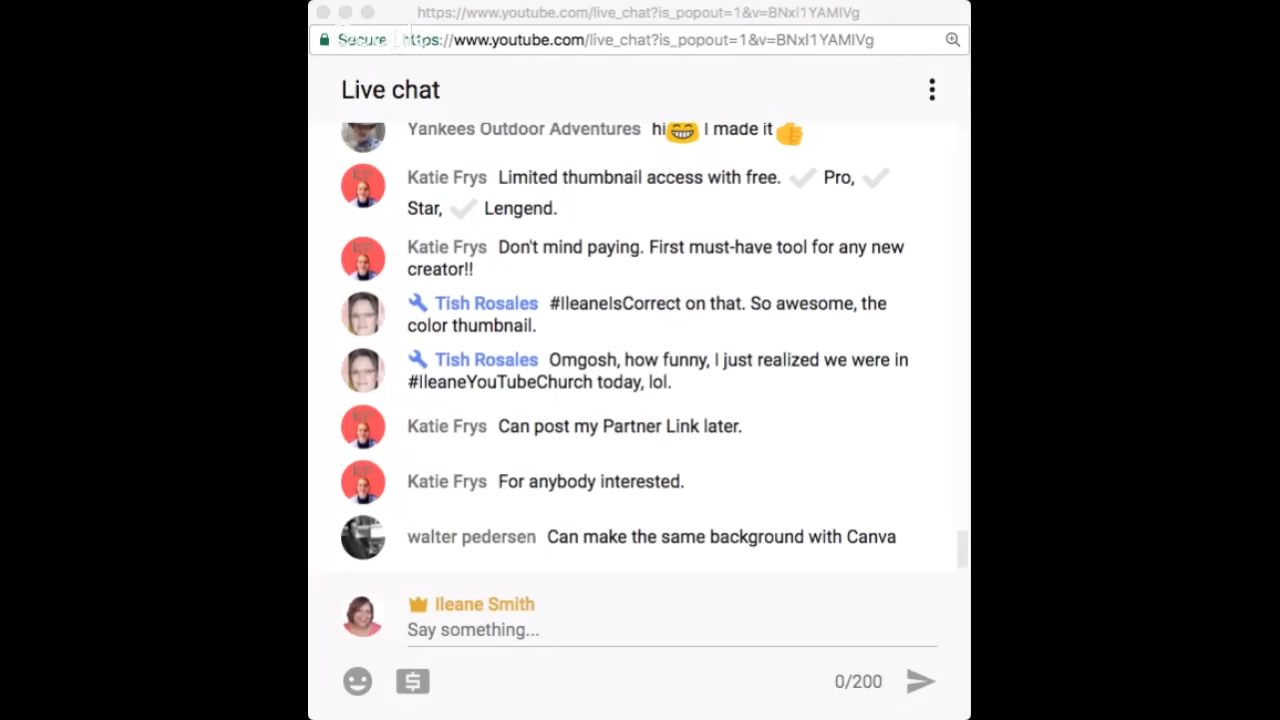 https://www.youtube.com/live_chat?is_popout=1&v=BNxl1YAMIVg
Secure https://www.youtube.com/live_chat?is_popout=1&v=BNxl1YAMIVg
Live chat
Yankees Outdoor Adventures hi😁 I made it👍
Katie Frys Limited thumbnail access with free. ✔ Pro, ✔
Star, ✔ Lengend.
Katie Frys Don't mind paying. First must-have tool for any new
creator!!
Tish Rosales #IleaneIsCorrect on that. So awesome, the
color thumbnail.
Tish Rosales Omgosh, how funny, I just realized we were in
#IleaneYouTubeChurch today, lol.
Katie Frys Can post my Partner Link later.
Katie Frys For anybody interested.
walter pedersen Can make the same background with Canva
Ileane Smith
Say something...
0/200